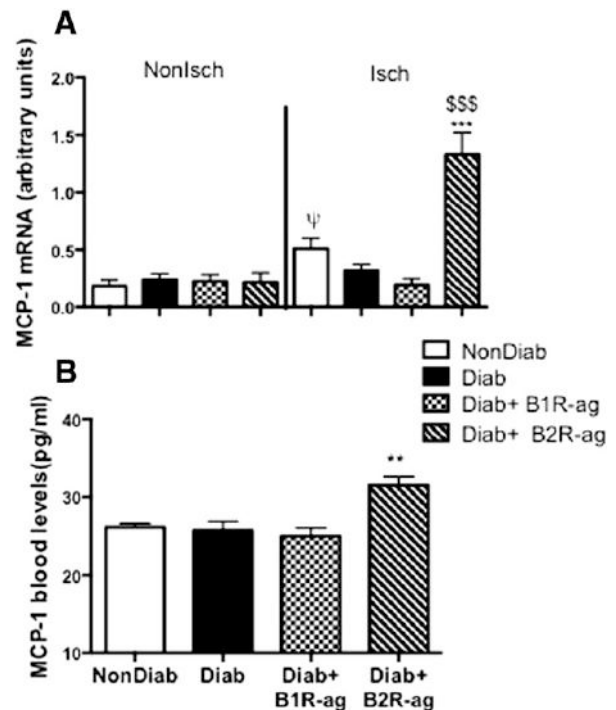 A
NonIsch Isch
MCP-1 mRNA (arbitrary units)
2.0
1.5
1.0
0.5
0.0
ψ
$$$
***
NonDiab
Diab
Diab+ B1R-ag
Diab+ B2R-ag
B
MCP-1 blood levels(pg/ml)
40
30
20
10
**
NonDiab Diab Diab+ Diab+
B1R-ag B2R-ag